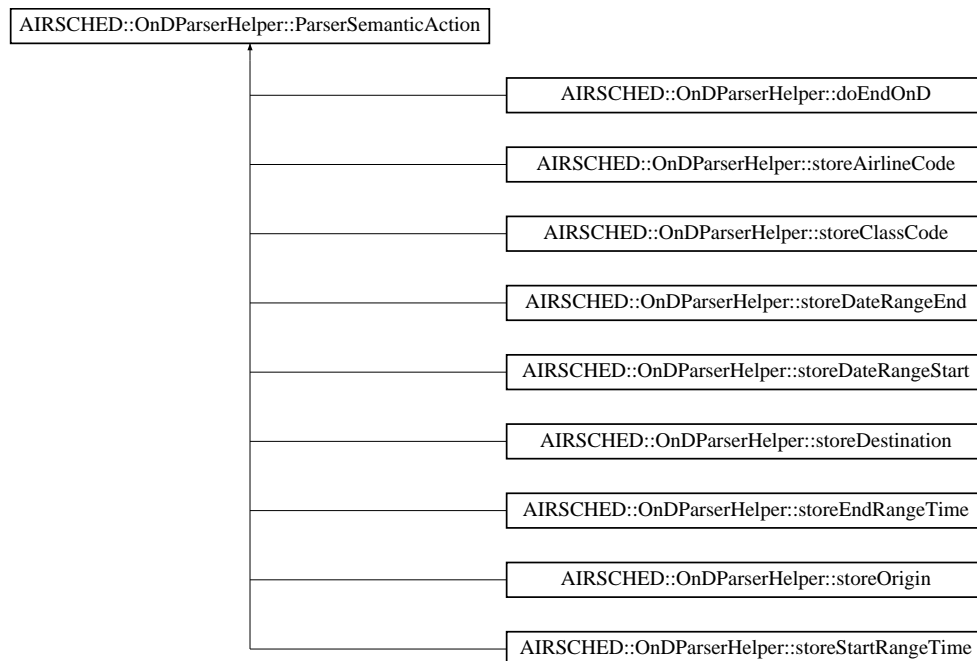 AIRSCHED::OnDParserHelper::ParserSemanticAction
AIRSCHED::OnDParserHelper::doEndOnD
AIRSCHED::OnDParserHelper::storeAirlineCode
AIRSCHED::OnDParserHelper::storeClassCode
AIRSCHED::OnDParserHelper::storeDateRangeEnd
AIRSCHED::OnDParserHelper::storeDateRangeStart
AIRSCHED::OnDParserHelper::storeDestination
AIRSCHED::OnDParserHelper::storeEndRangeTime
AIRSCHED::OnDParserHelper::storeOrigin
AIRSCHED::OnDParserHelper::storeStartRangeTime